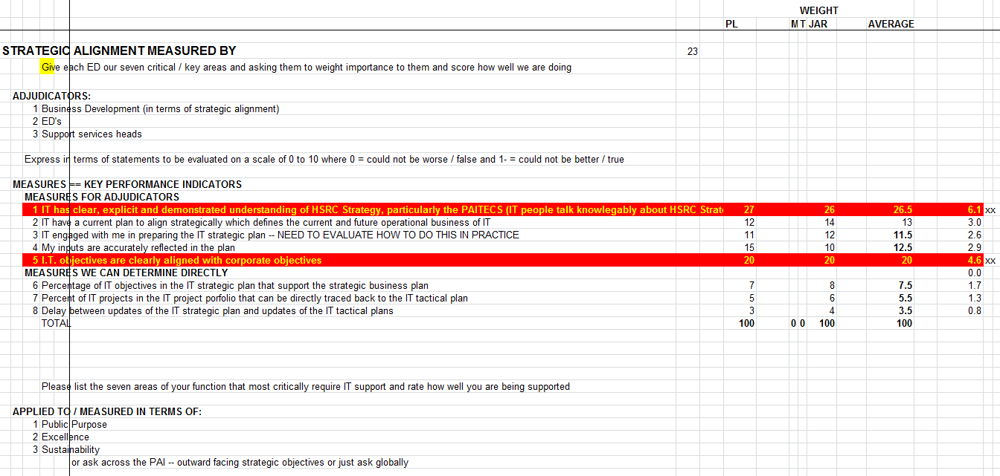 WEIGHT
PL M T JAR AVERAGE
STRATEGIC ALIGNMENT MEASURED BY 23
Give each ED our seven critical / key areas and asking them to weight importance to them and score how well we are doing
ADJUDICATORS:
1 Business Development (in terms of strategic alignment)
2 ED's
3 Support services heads
Express in terms of statements to be evaluated on a scale of 0 to 10 where 0 = could not be worse / false and 1- = could not be better / true
MEASURES == KEY PERFORMANCE INDICATORS
MEASURES FOR ADJUDICATORS
1 IT has clear, explicit and demonstrated understanding of HSRC Strategy, particularly the PAITECS (IT people talk knowlegably about HSRC Strate 27 26 26.5 6.1 xx
2 IT have a current plan to align strategically which defines the current and future operational business of IT 12 14 13 3.0
3 IT engaged with me in preparing the IT strategic plan -- NEED TO EVALUATE HOW TO DO THIS IN PRACTICE 11 12 11.5 2.6
4 My inputs are accurately reflected in the plan 15 10 12.5 2.9
5 I.T. objectives are clearly aligned with corporate objectives 20 20 20 4.6 xx
MEASURES WE CAN DETERMINE DIRECTLY 0.0
6 Percentage of IT objectives in the IT strategic plan that support the strategic business plan 7 8 7.5 1.7
7 Percent of IT projects in the IT project porfolio that can be directly traced back to the IT tactical plan 5 6 5.5 1.3
8 Delay between updates of the IT strategic plan and updates of the IT tactical plans 3 4 3.5 0.8
TOTAL 100 0 0 100 100
Please list the seven areas of your function that most critically require IT support and rate how well you are being supported
APPLIED TO / MEASURED IN TERMS OF:
1 Public Purpose
2 Excellence
3 Sustainability
or ask across the PAI -- outward facing strategic objectives or just ask globally